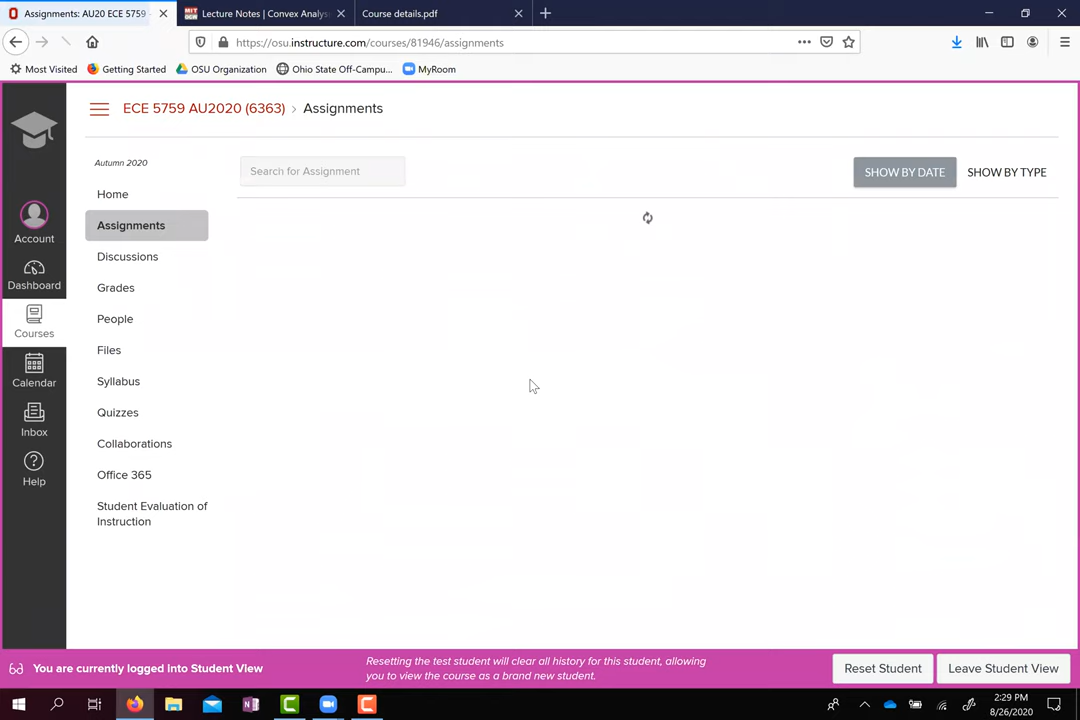 Assignments: AU20 ECE 5759
Lecture Notes | Convex Analys
Course details.pdf
https://osu.instructure.com/courses/81946/assignments
Most Visited
Getting Started
OSU Organization
Ohio State Off-Campu...
MyRoom
ECE 5759 AU2020 (6363) › Assignments
Autumn 2020
Search for Assignment
SHOW BY DATE
SHOW BY TYPE
Home
Assignments
Discussions
Grades
People
Files
Syllabus
Quizzes
Collaborations
Office 365
Student Evaluation of
Instruction
Account
Dashboard
Courses
Calendar
Inbox
Help
You are currently logged into Student View
Resetting the test student will clear all history for this student, allowing
you to view the course as a brand new student.
Reset Student
Leave Student View
2:29 PM
8/26/2020